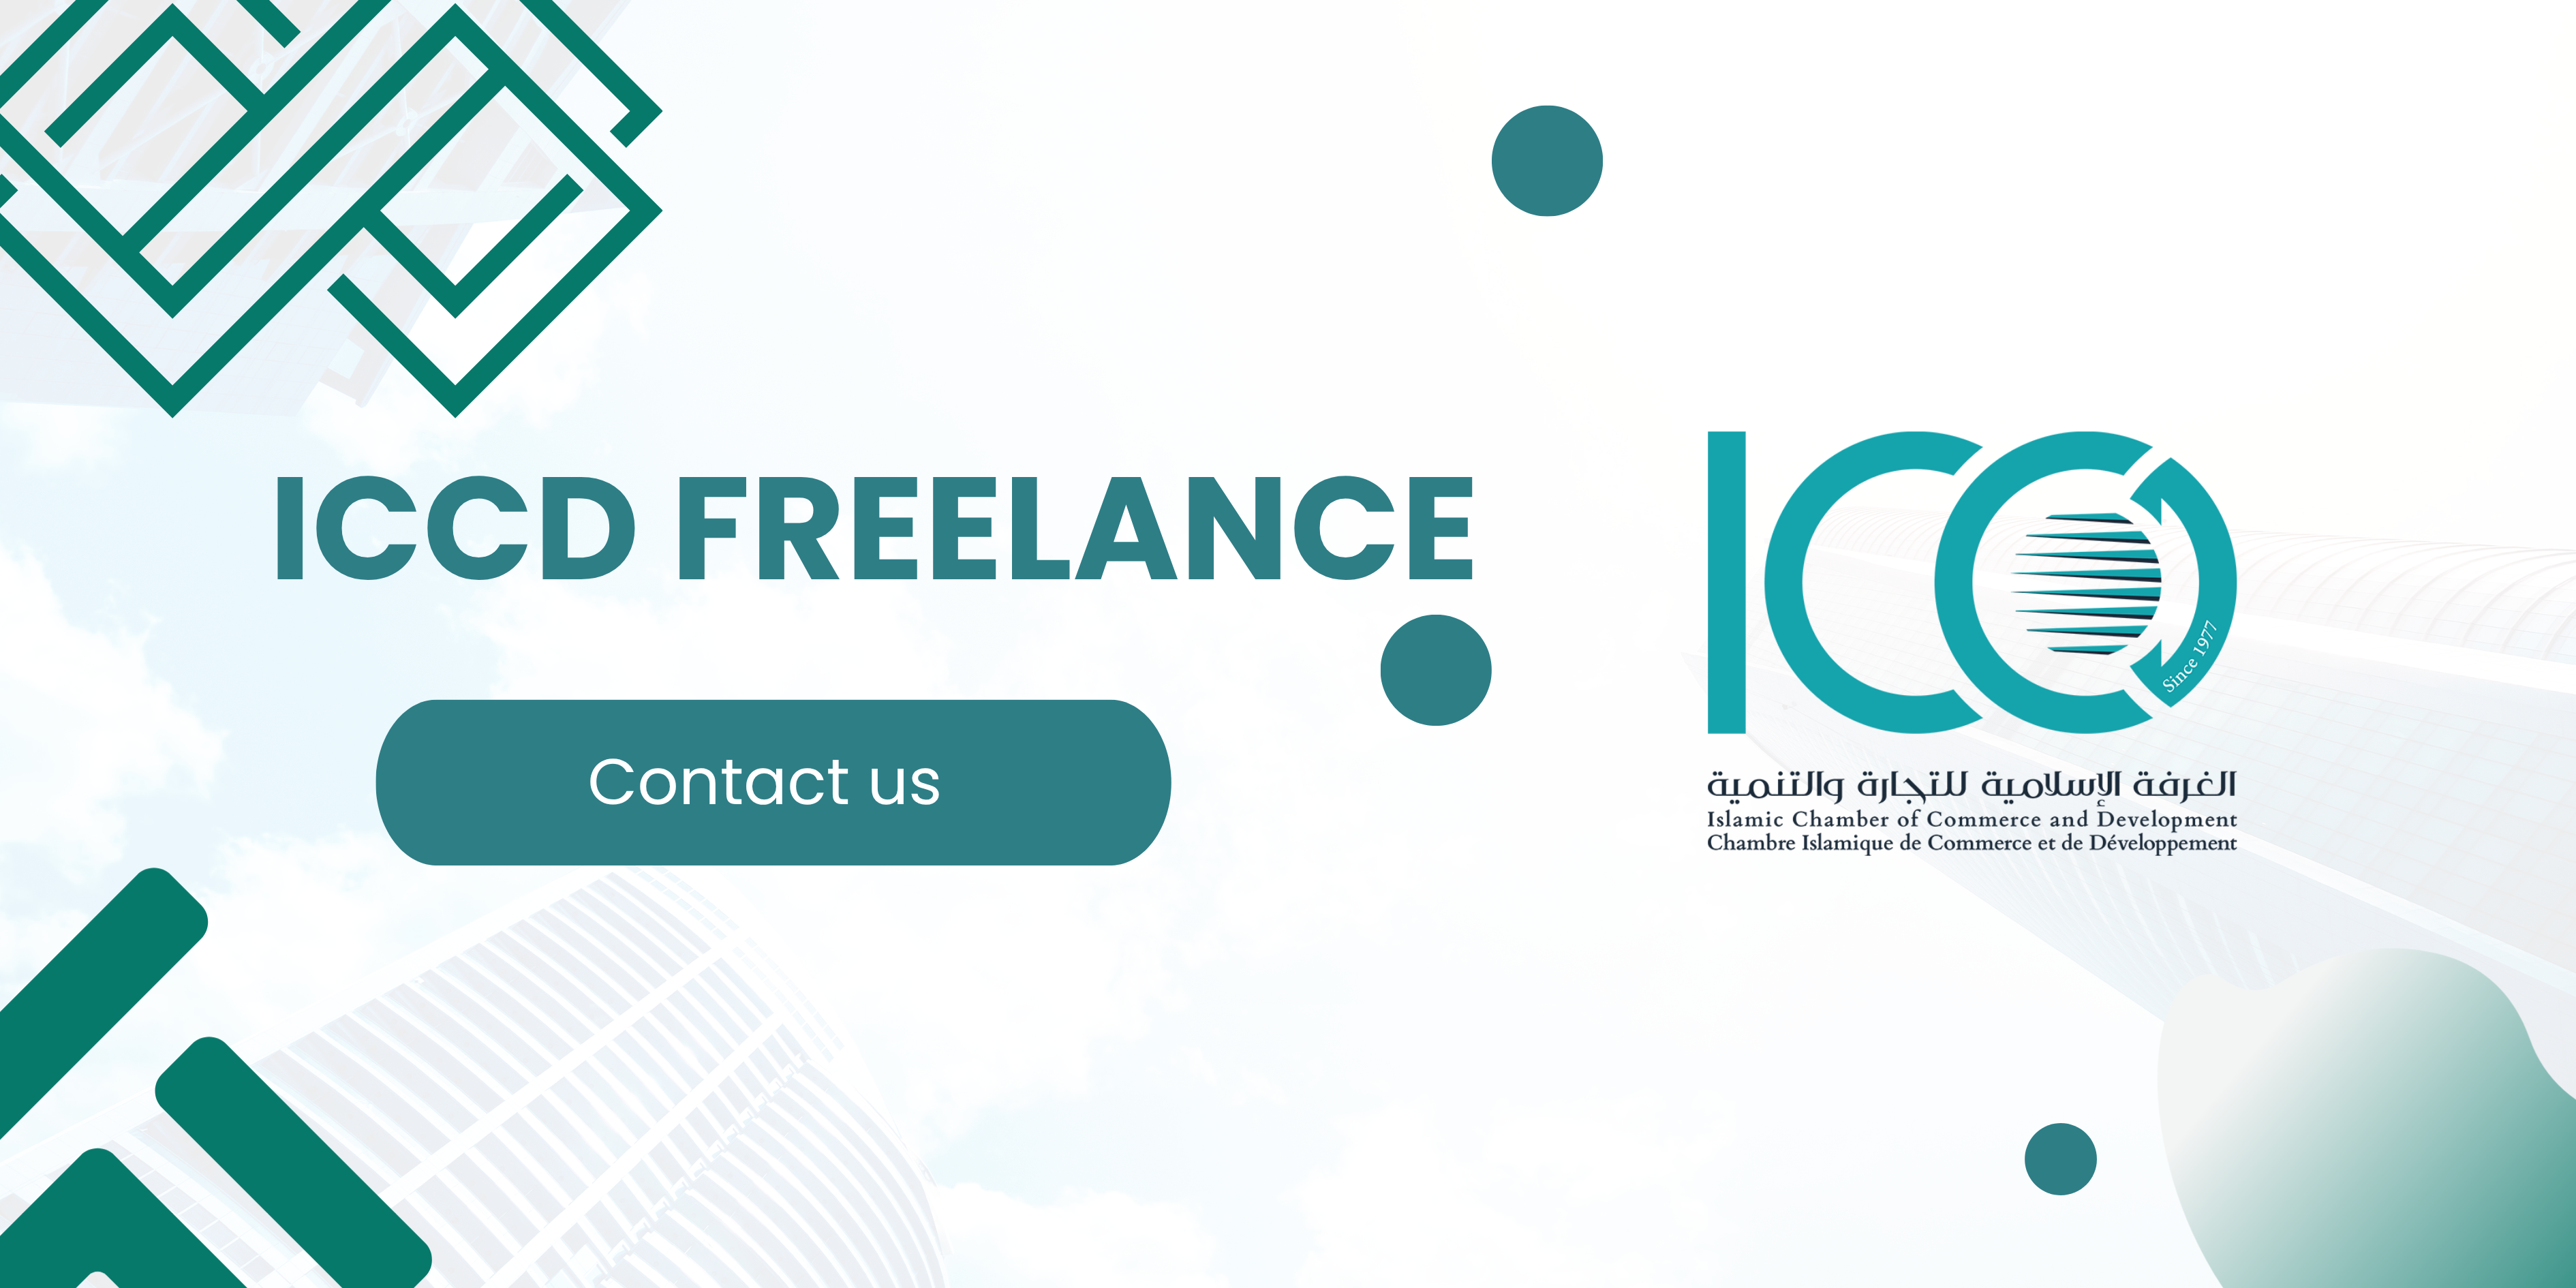 ICCD FREELANCE
Contact us
ICCD
Since 1977
الغرفة الإسلامية للتجارة والتنمية
Islamic Chamber of Commerce and Development
Chambre Islamique de Commerce et de Développement